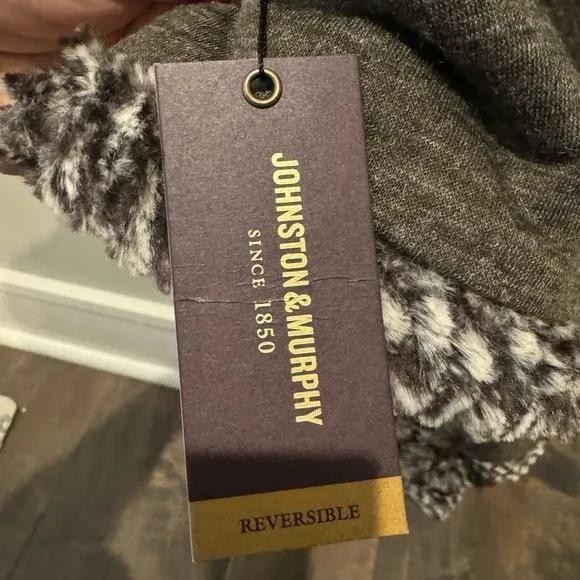 JOHNSTON & MURPHY
SINCE 1850
REVERSIBLE